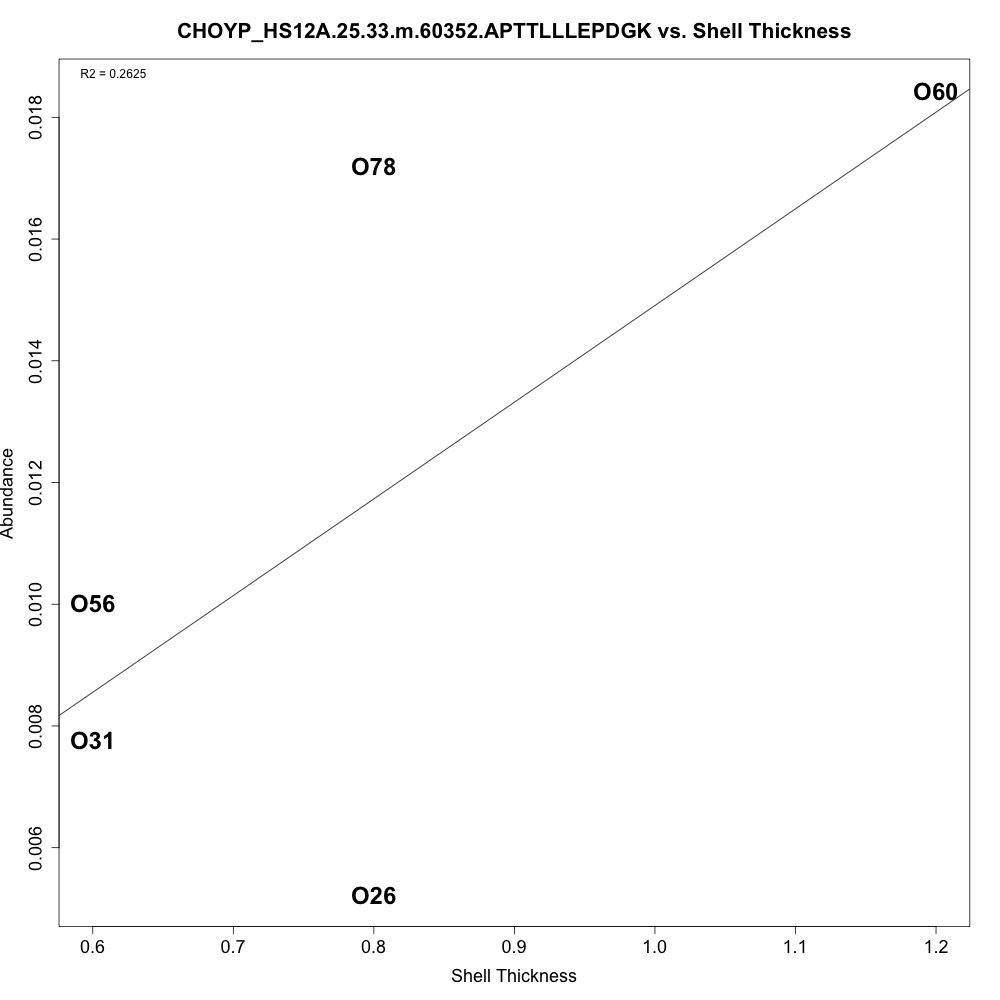 CHOYP_HS12A.25.33.m.60352.APTTLLLEPDGK vs. Shell Thickness
R2 = 0.2625
O60
O78
O56
O31
O26
0.018
0.016
0.014
0.012
0.010
0.008
0.006
Abundance
0.6 0.7 0.8 0.9 1.0 1.1 1.2
Shell Thickness